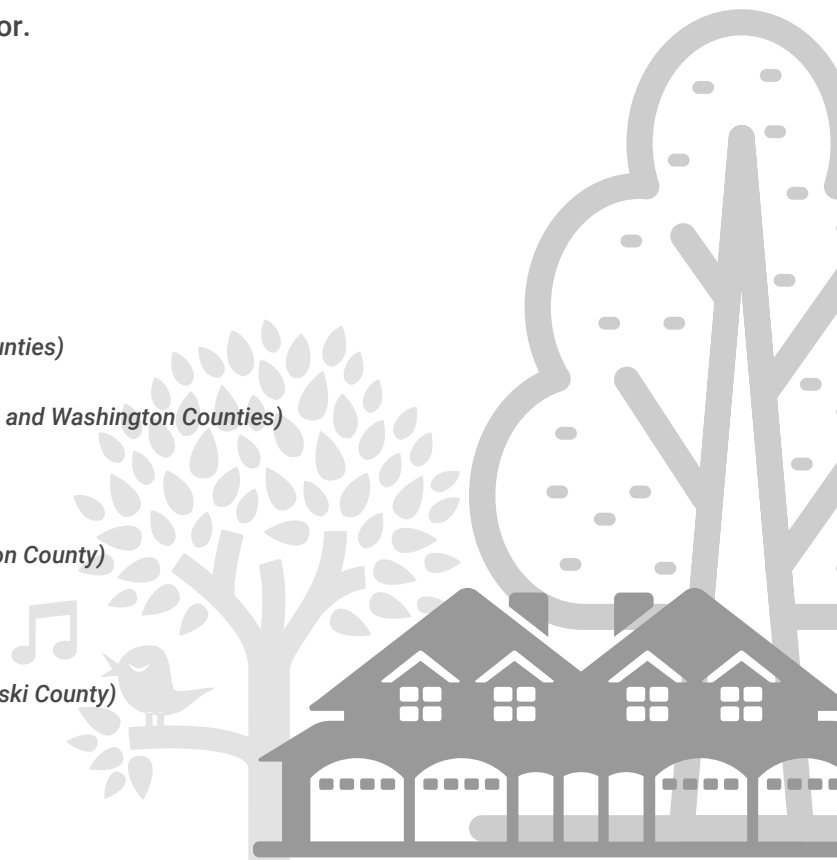 or.
unties)
and Washington Counties)
on County)
ski County)